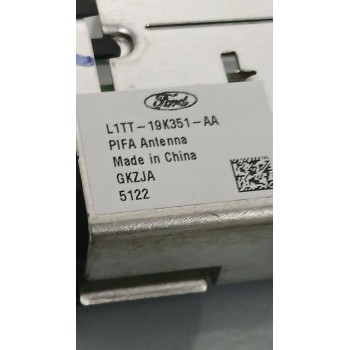 Ford
L1TT-19K351-AA
PIFA Antenna
Made in China
GKZJA
5122